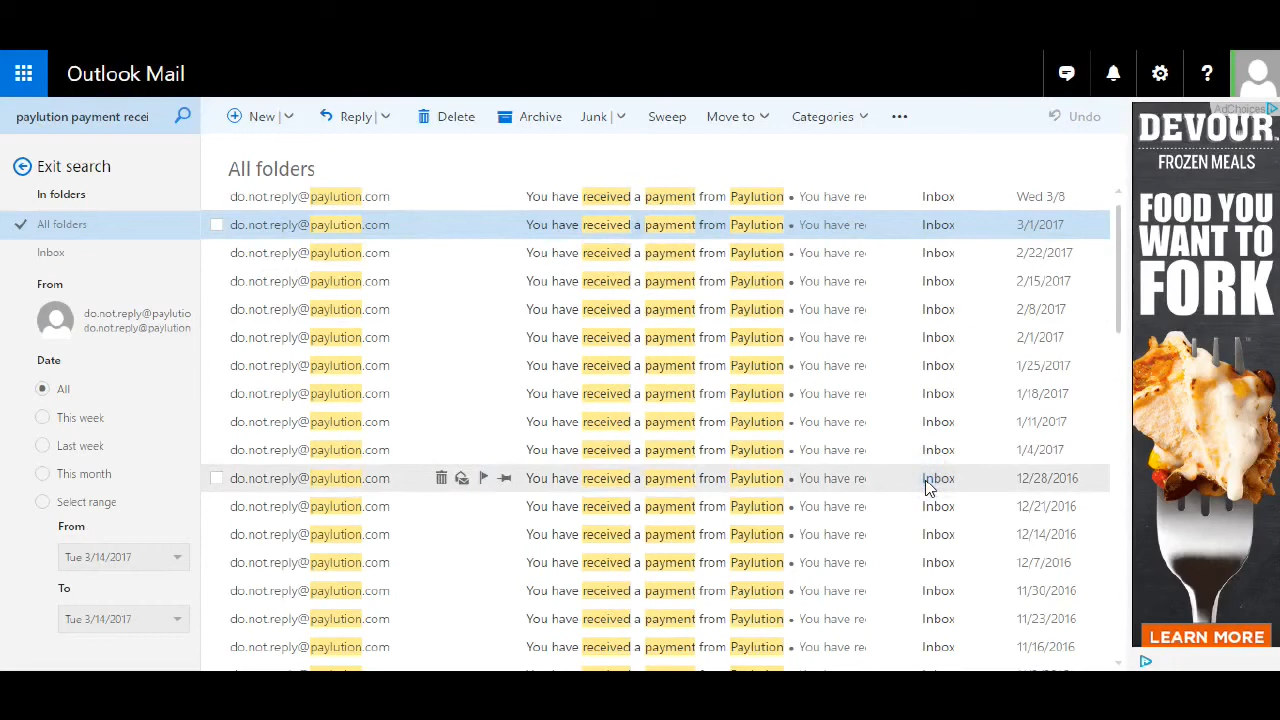 Outlook Mail
paylution payment recei
New
Reply
Delete
Archive
Junk
Sweep
Move to
Categories
Undo
Exit search
In folders
All folders
Inbox
From
do.not.reply@paylutio
do.not.reply@paylution
Date
All
This week
Last week
This month
Select range
From
Tue 3/14/2017
To
Tue 3/14/2017
All folders
do.not.reply@paylution.com You have received a payment from Paylution • You have re Inbox Wed 3/8
do.not.reply@paylution.com You have received a payment from Paylution • You have re Inbox 3/1/2017
do.not.reply@paylution.com You have received a payment from Paylution • You have re Inbox 2/22/2017
do.not.reply@paylution.com You have received a payment from Paylution • You have re Inbox 2/15/2017
do.not.reply@paylution.com You have received a payment from Paylution • You have re Inbox 2/8/2017
do.not.reply@paylution.com You have received a payment from Paylution • You have re Inbox 2/1/2017
do.not.reply@paylution.com You have received a payment from Paylution • You have re Inbox 1/25/2017
do.not.reply@paylution.com You have received a payment from Paylution • You have re Inbox 1/18/2017
do.not.reply@paylution.com You have received a payment from Paylution • You have re Inbox 1/11/2017
do.not.reply@paylution.com You have received a payment from Paylution • You have re Inbox 1/4/2017
do.not.reply@paylution.com You have received a payment from Paylution • You have re Inbox 12/28/2016
do.not.reply@paylution.com You have received a payment from Paylution • You have re Inbox 12/21/2016
do.not.reply@paylution.com You have received a payment from Paylution • You have re Inbox 12/14/2016
do.not.reply@paylution.com You have received a payment from Paylution • You have re Inbox 12/7/2016
do.not.reply@paylution.com You have received a payment from Paylution • You have re Inbox 11/30/2016
do.not.reply@paylution.com You have received a payment from Paylution • You have re Inbox 11/23/2016
do.not.reply@paylution.com You have received a payment from Paylution • You have re Inbox 11/16/2016
AdChoices
DEVOUR
FROZEN MEALS
FOOD YOU
WANT TO
FORK
LEARN MORE